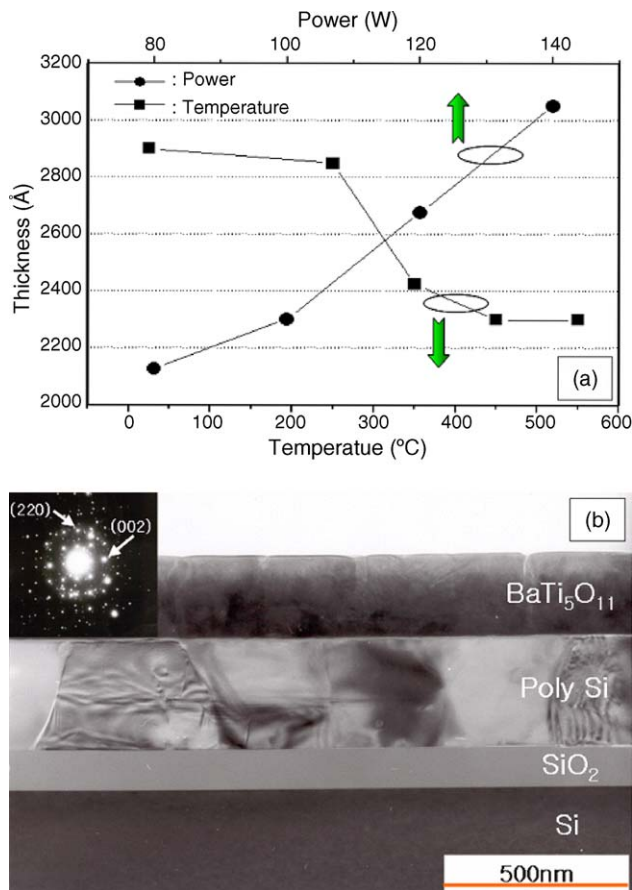 Power (W)
80 100 120 140
3200
3000
2800
2600
2400
2200
2000
Thickness (Å)
: Power
: Temperature
(a)
0 100 200 300 400 500 600
Temperatue (ºC)
(b)
(220)
(002)
BaTi₅O₁₁
Poly Si
SiO₂
Si
500nm